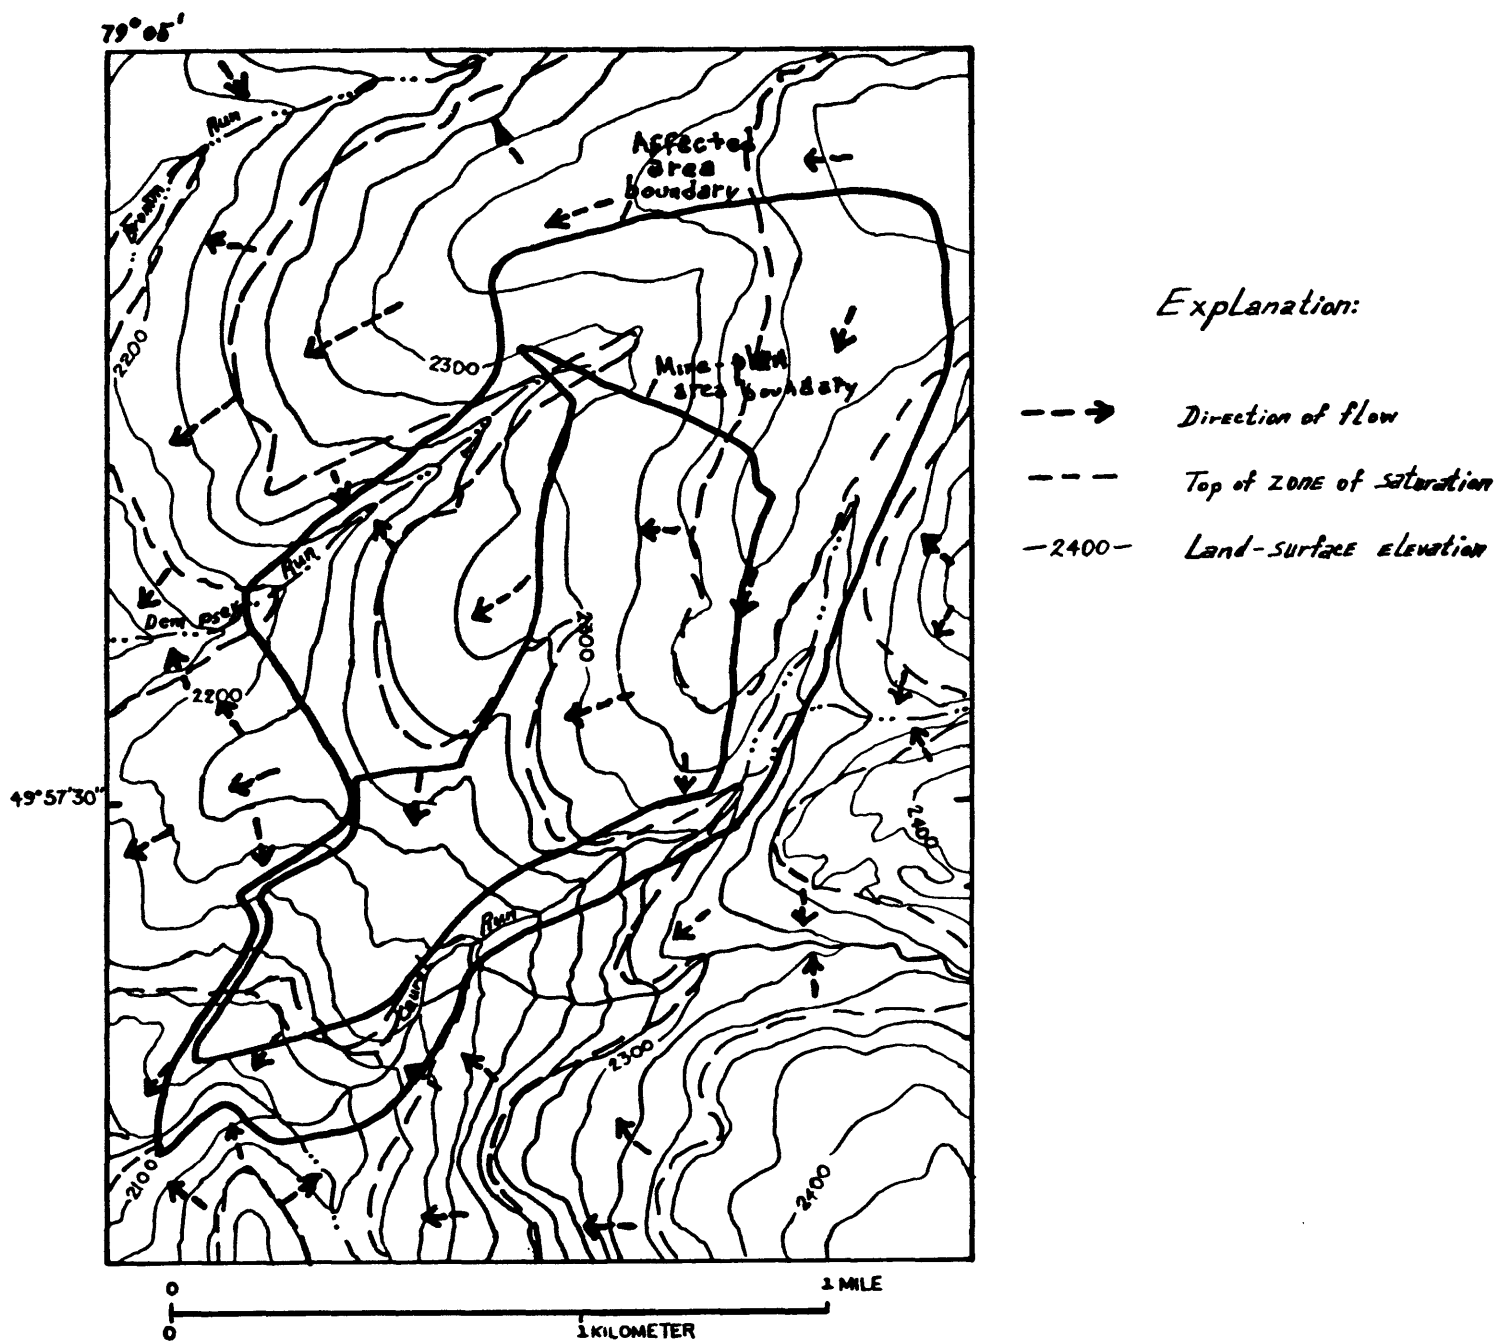 79°05'
Run
Affected
area
boundary
2200
2300
Mine-plan
area boundary
Run
Dempsey
2200
2300
49°57'30"
2400
Run
2300
2100
2400
0 1 MILE
0 1 KILOMETER
Explanation:
Direction of flow
Top of zone of saturation
—2400— Land-surface elevation